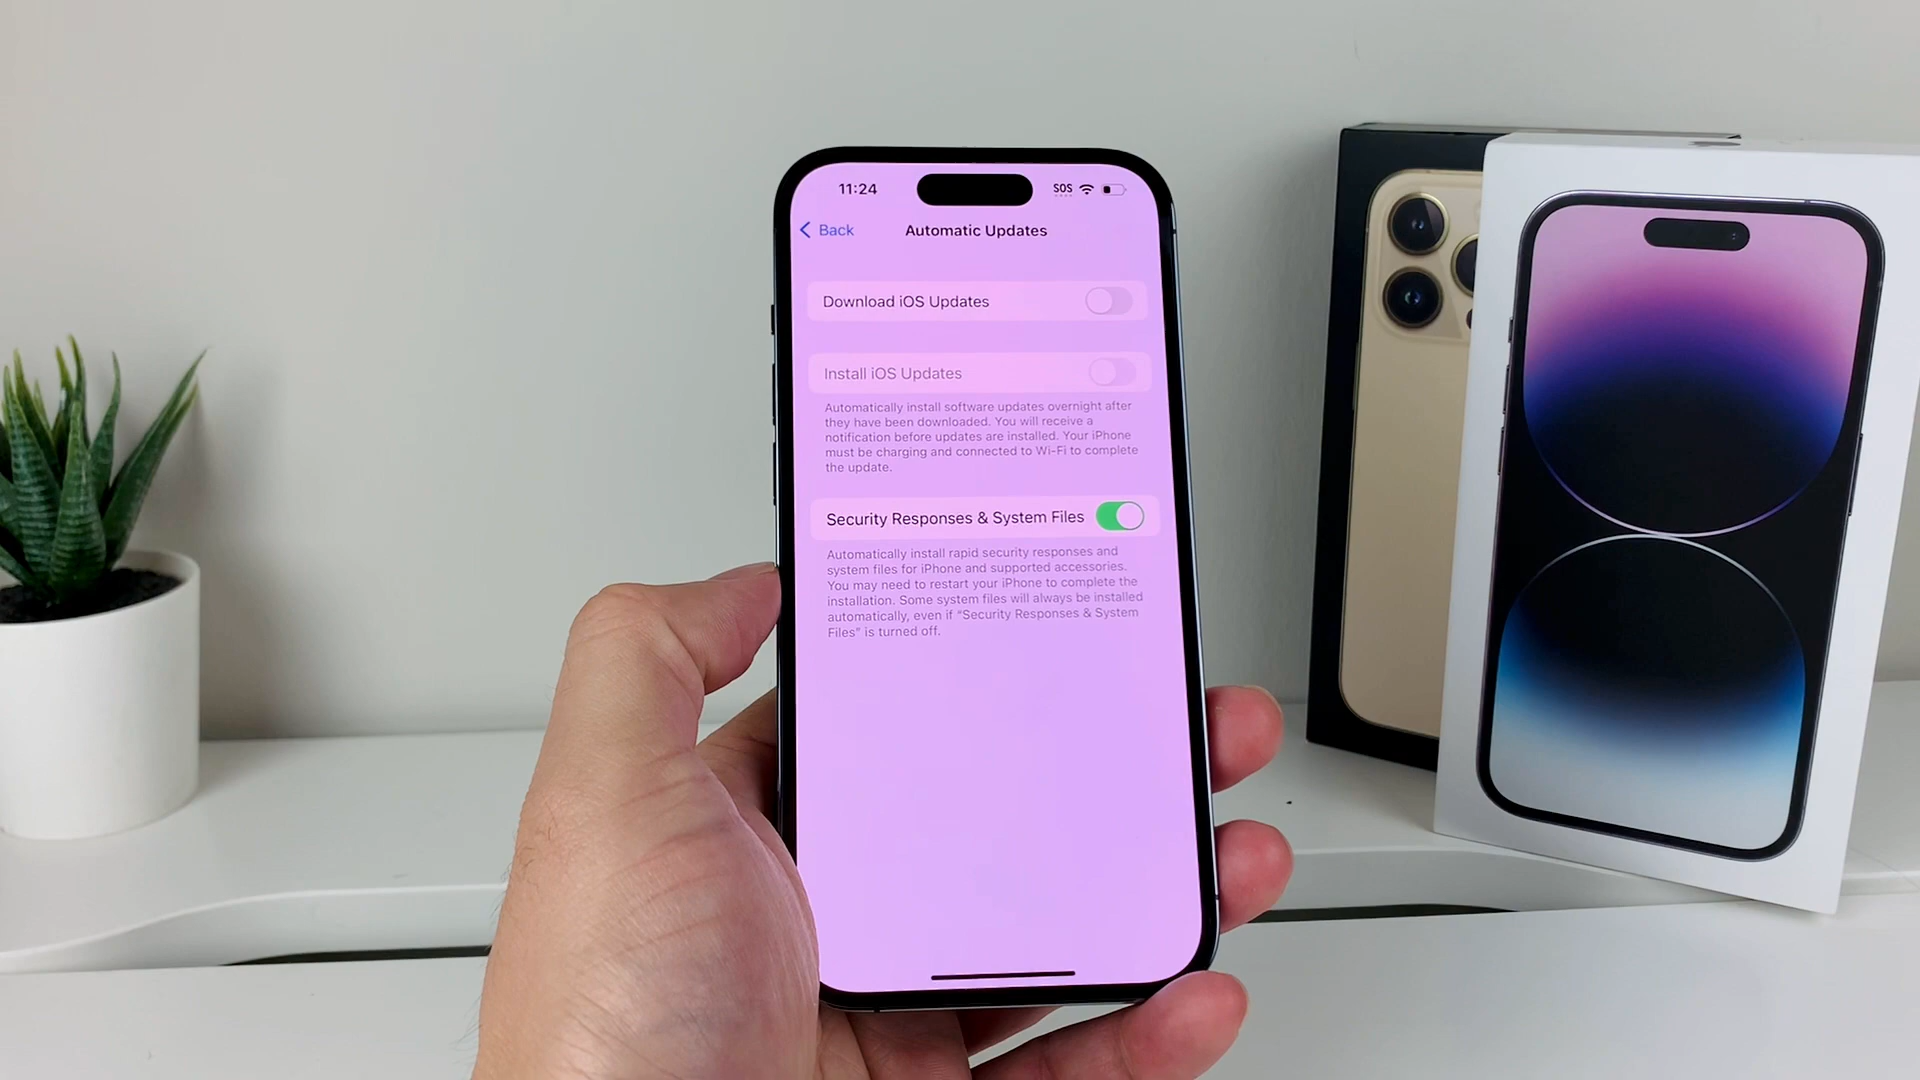 11:24
SOS
Back
Automatic Updates
Download iOS Updates
Install iOS Updates
Automatically install software updates overnight after
they have been downloaded. You will receive a
notification before updates are installed. Your iPhone
must be charging and connected to Wi-Fi to complete
the update.
Security Responses & System Files
Automatically install rapid security responses and
system files for iPhone and supported accessories.
You may need to restart your iPhone to complete the
installation. Some system files will always be installed
automatically, even if “Security Responses & System
Files” is turned off.